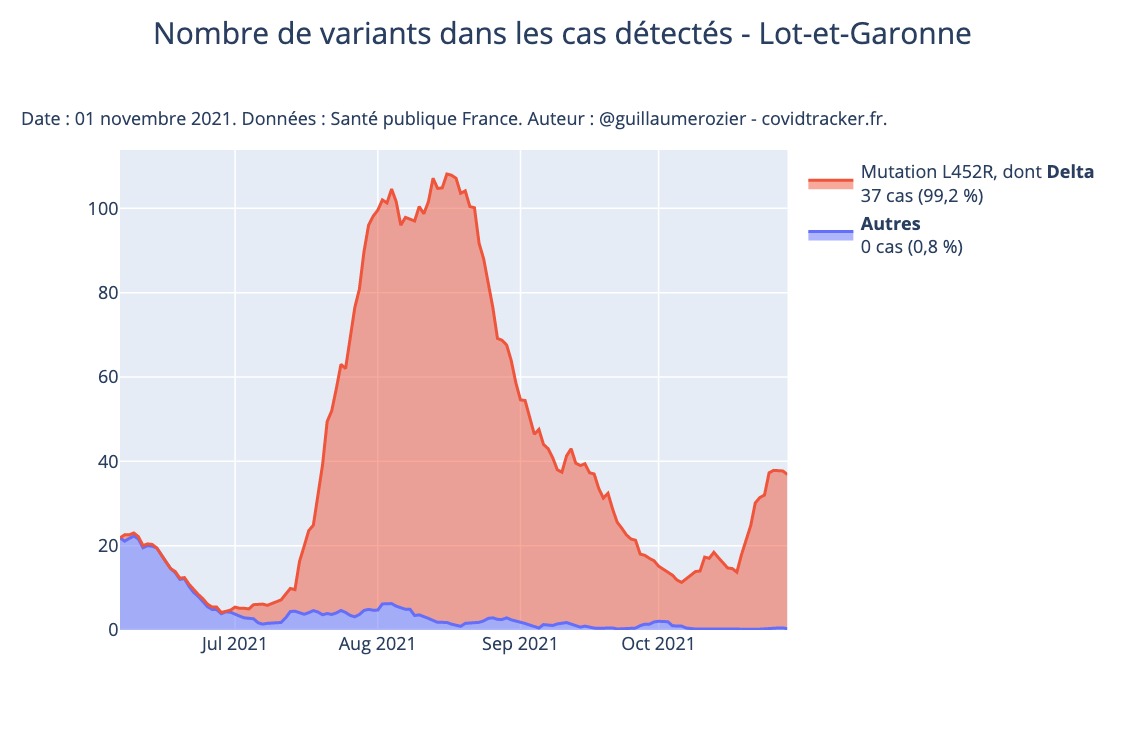 Nombre de variants dans les cas détectés - Lot-et-Garonne
Date : 01 novembre 2021. Données : Santé publique France. Auteur : @guillaumerozier - covidtracker.fr.
Mutation L452R, dont Delta
37 cas (99,2 %)
Autres
0 cas (0,8 %)
100
80
60
40
20
0
Jul 2021
Aug 2021
Sep 2021
Oct 2021